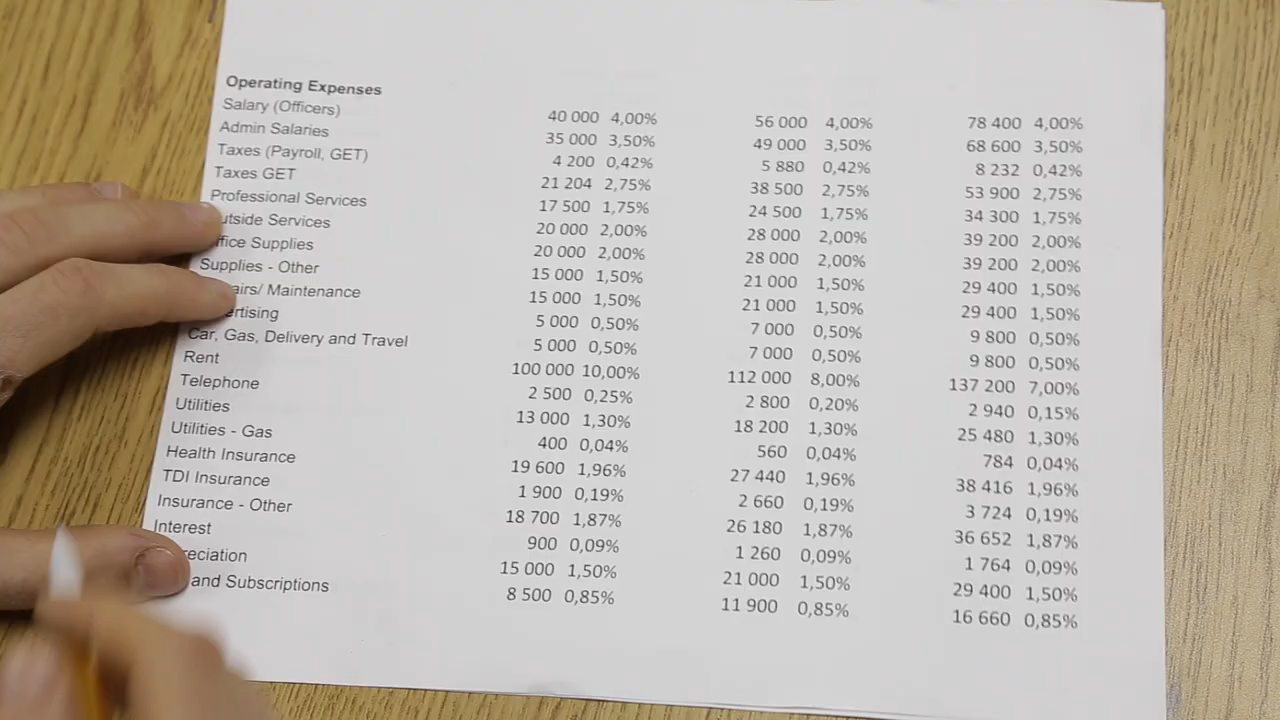 Operating Expenses
Salary (Officers) 40 000 4,00% 56 000 4,00% 78 400 4,00%
Admin Salaries 35 000 3,50% 49 000 3,50% 68 600 3,50%
Taxes (Payroll, GET) 4 200 0,42% 5 880 0,42% 8 232 0,42%
Taxes GET 21 204 2,75% 38 500 2,75% 53 900 2,75%
Professional Services 17 500 1,75% 24 500 1,75% 34 300 1,75%
utside Services 20 000 2,00% 28 000 2,00% 39 200 2,00%
ffice Supplies 20 000 2,00% 28 000 2,00% 39 200 2,00%
Supplies - Other 15 000 1,50% 21 000 1,50% 29 400 1,50%
airs/ Maintenance 15 000 1,50% 21 000 1,50% 29 400 1,50%
ertising 5 000 0,50% 7 000 0,50% 9 800 0,50%
Car, Gas, Delivery and Travel 5 000 0,50% 7 000 0,50% 9 800 0,50%
Rent 100 000 10,00% 112 000 8,00% 137 200 7,00%
Telephone 2 500 0,25% 2 800 0,20% 2 940 0,15%
Utilities 13 000 1,30% 18 200 1,30% 25 480 1,30%
Utilities - Gas 400 0,04% 560 0,04% 784 0,04%
Health Insurance 19 600 1,96% 27 440 1,96% 38 416 1,96%
TDI Insurance 1 900 0,19% 2 660 0,19% 3 724 0,19%
Insurance - Other 18 700 1,87% 26 180 1,87% 36 652 1,87%
Interest 900 0,09% 1 260 0,09% 1 764 0,09%
reciation 15 000 1,50% 21 000 1,50% 29 400 1,50%
and Subscriptions 8 500 0,85% 11 900 0,85% 16 660 0,85%